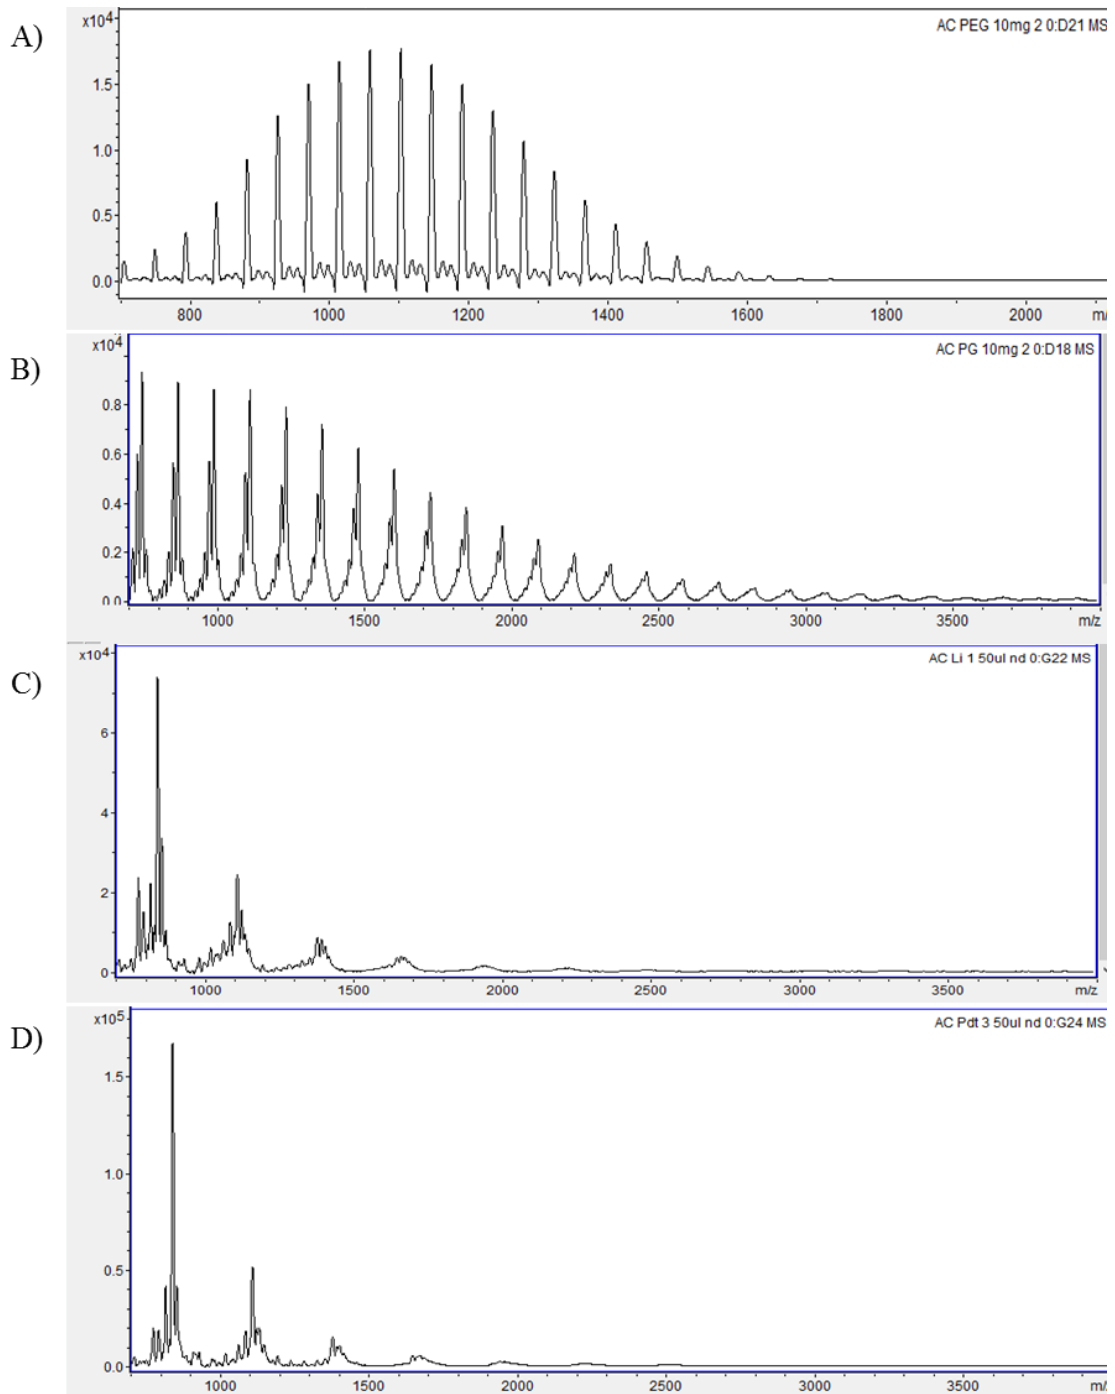 A)
x10⁴
AC PEG 10mg 2 0:D21 MS
1.5
1.0
0.5
0.0
800 1000 1200 1400 1600 1800 2000 m/
B)
x10⁴
AC PG 10mg 2 0:D18 MS
0.8
0.6
0.4
0.2
0.0
1000 1500 2000 2500 3000 3500 m/z
C)
x10⁴
AC Li 1 50ul nd 0:G22 MS
6
4
2
0
1000 1500 2000 2500 3000 3500 m/z
D)
x10⁵
AC Pdt 3 50ul nd 0:G24 MS
1.5
1.0
0.5
0.0
1000 1500 2000 2500 3000 3500 m/